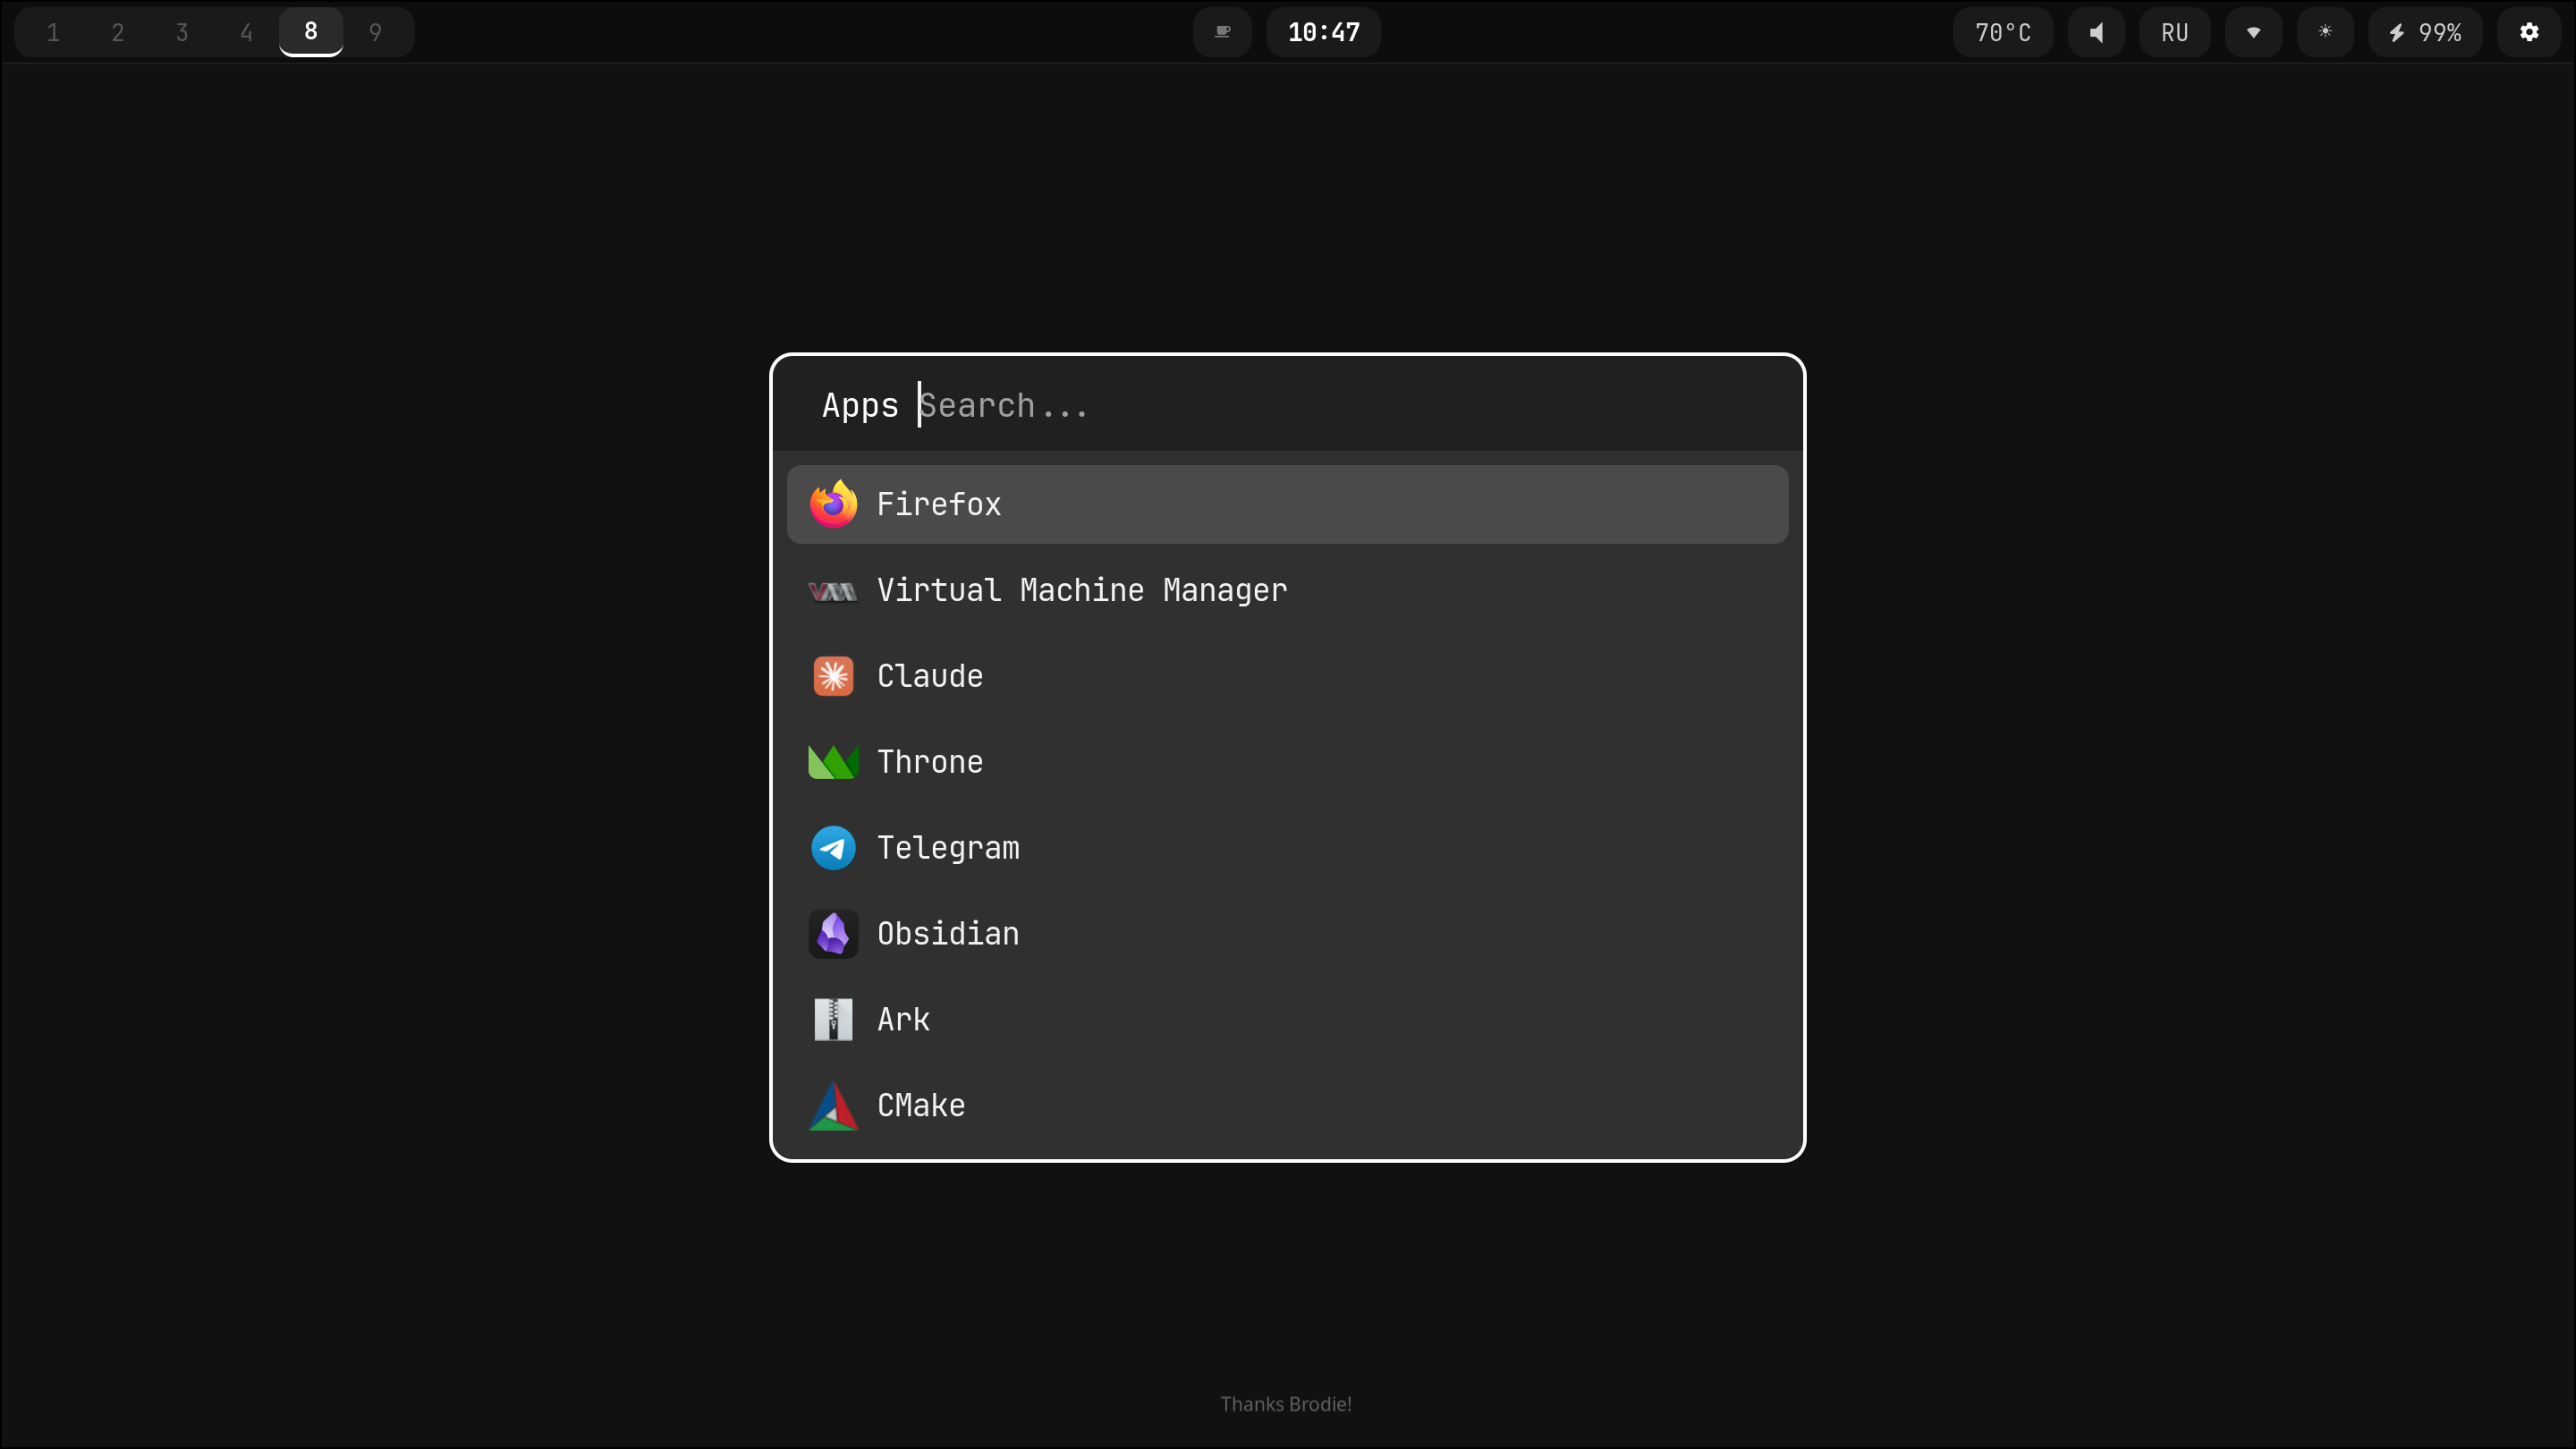 1 2 3 4 8 9 10:47 70°C RU 99%
Apps Search...
Firefox
Virtual Machine Manager
Claude
Throne
Telegram
Obsidian
Ark
CMake
Thanks Brodie!